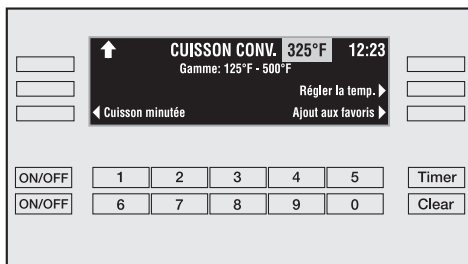 CUISSON CONV. 325°F 12:23
Gamme: 125°F - 500°F
Régler la temp.
Cuisson minutée Ajout aux favoris
ON/OFF 1 2 3 4 5 Timer
ON/OFF 6 7 8 9 0 Clear